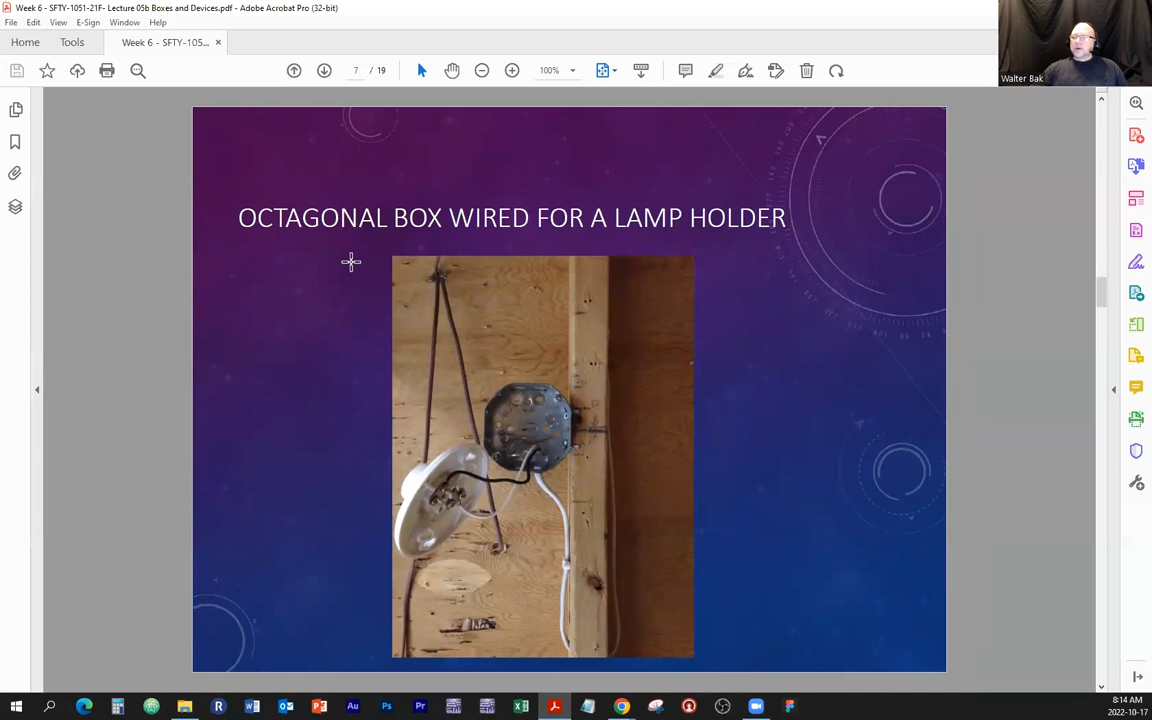 Week 6 - SFTY-1051-21F- Lecture 05b Boxes and Devices.pdf - Adobe Acrobat Pro (32-bit)
File Edit View E-Sign Window Help
Home Tools Week 6 - SFTY-105... ×
7 / 19 100%
Walter Bak
OCTAGONAL BOX WIRED FOR A LAMP HOLDER
8:14 AM
2022-10-17